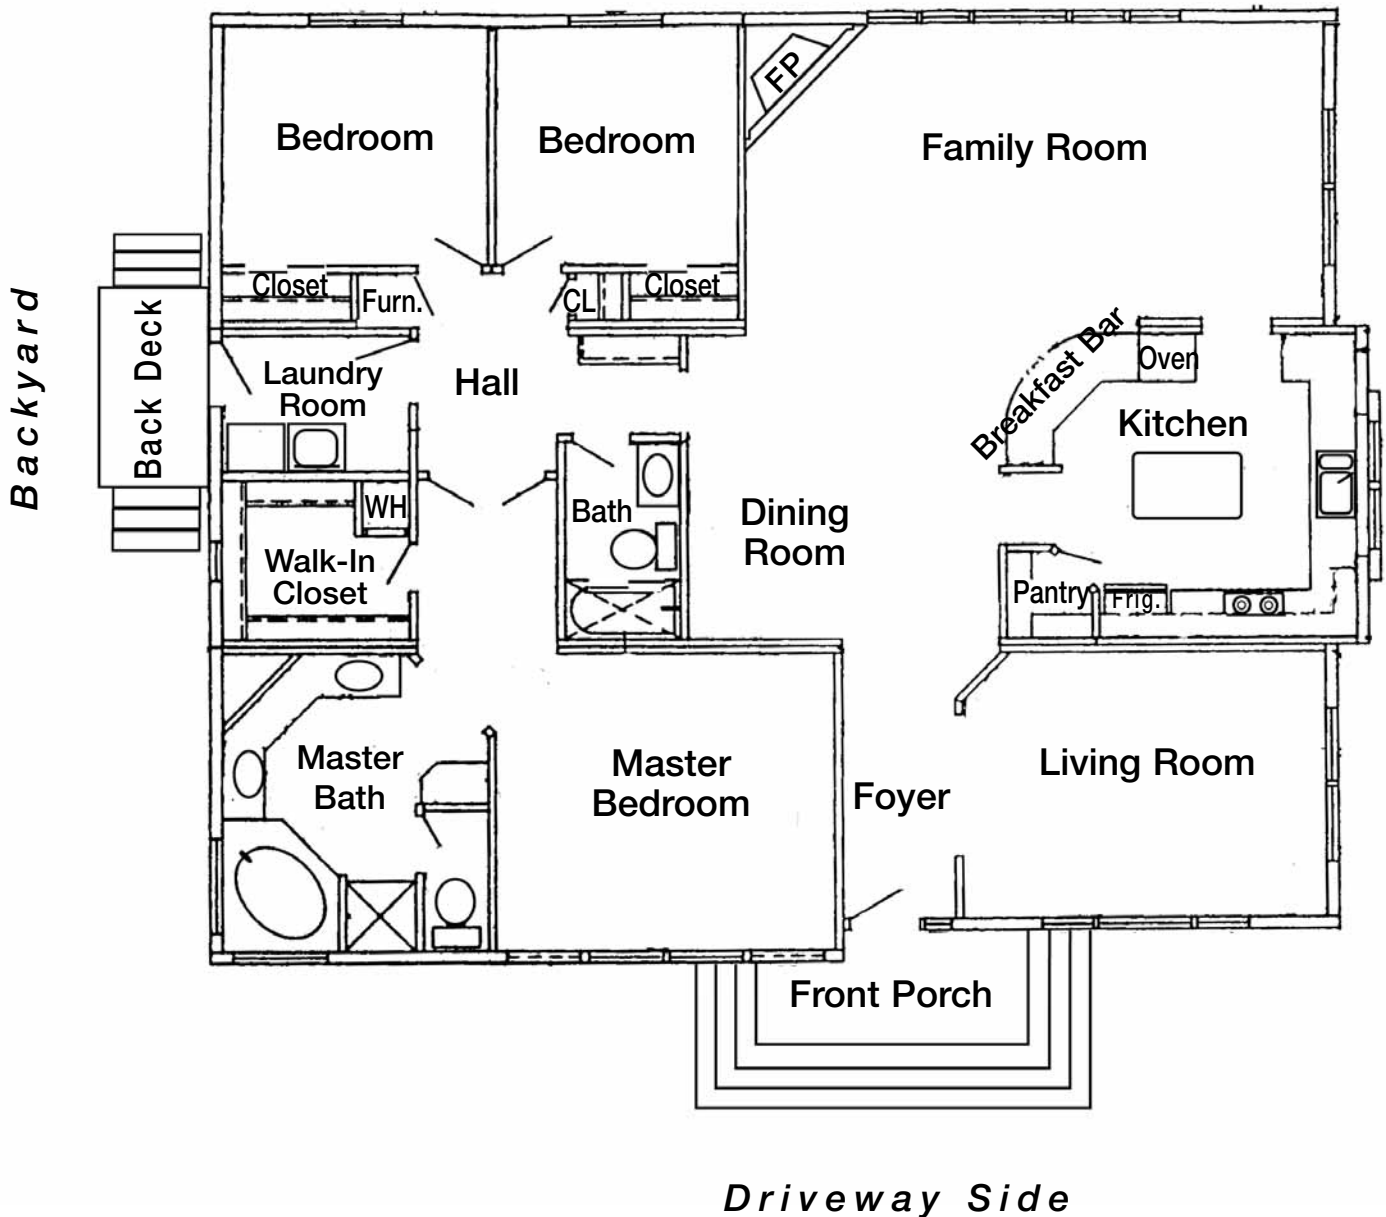 FP
Bedroom
Bedroom
Family Room
Closet
Furn.
CL
Closet
Backyard
Back Deck
Laundry
Room
Hall
Breakfast Bar
Oven
Kitchen
WH
Walk-In
Closet
Bath
Dining
Room
Pantry
Frig.
Master
Bath
Master
Bedroom
Foyer
Living Room
Front Porch
Driveway Side